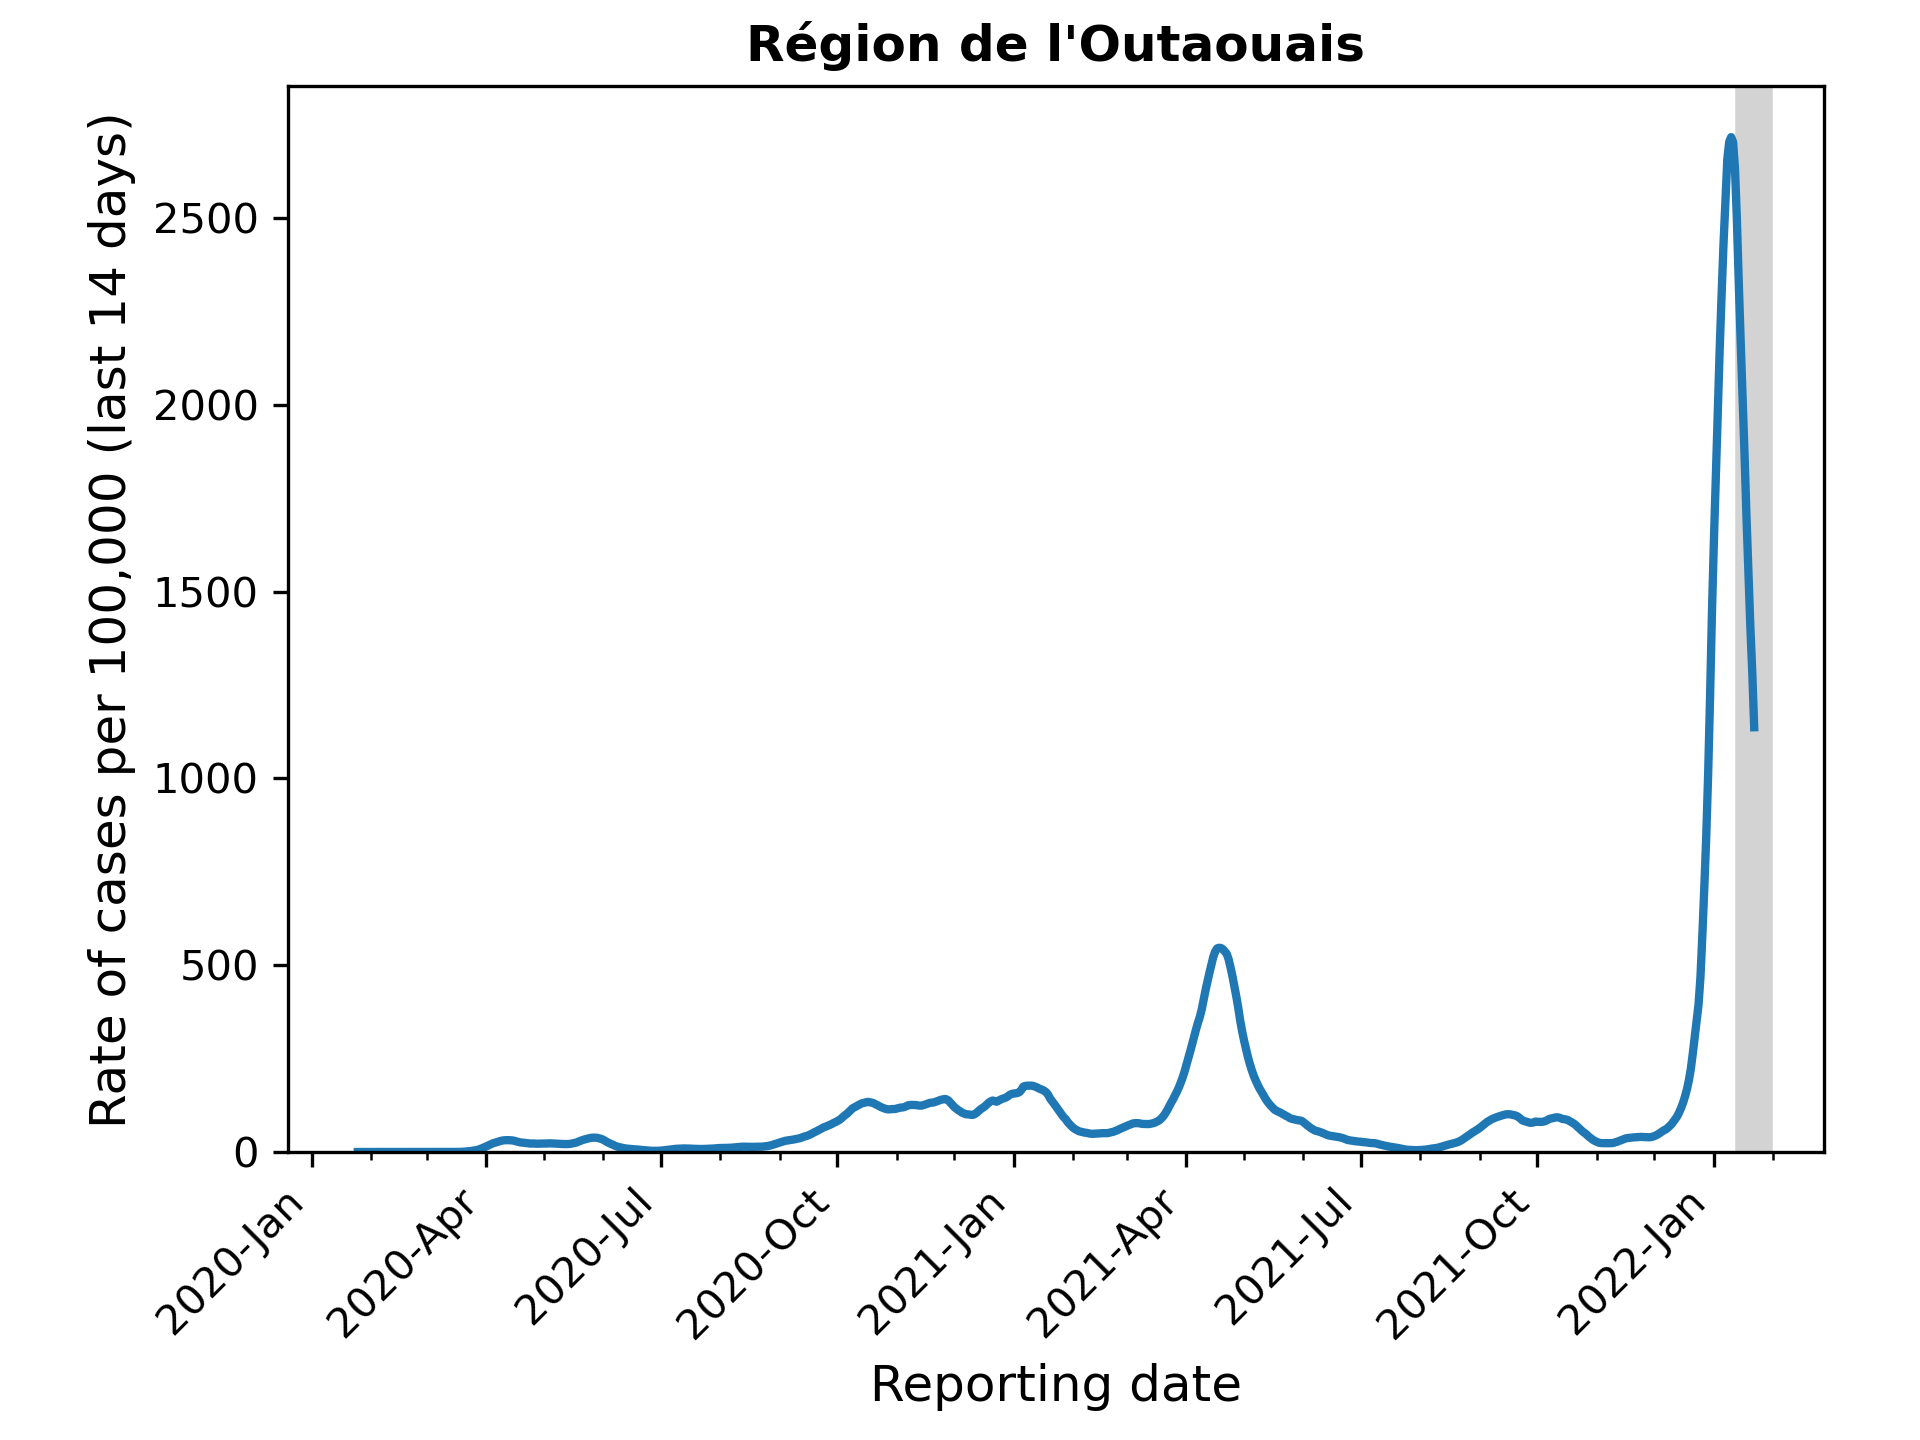 Région de l'Outaouais
Rate of cases per 100,000 (last 14 days)
2500
2000
1500
1000
500
0
2020-Jan
2020-Apr
2020-Jul
2020-Oct
2021-Jan
2021-Apr
2021-Jul
2021-Oct
2022-Jan
Reporting date